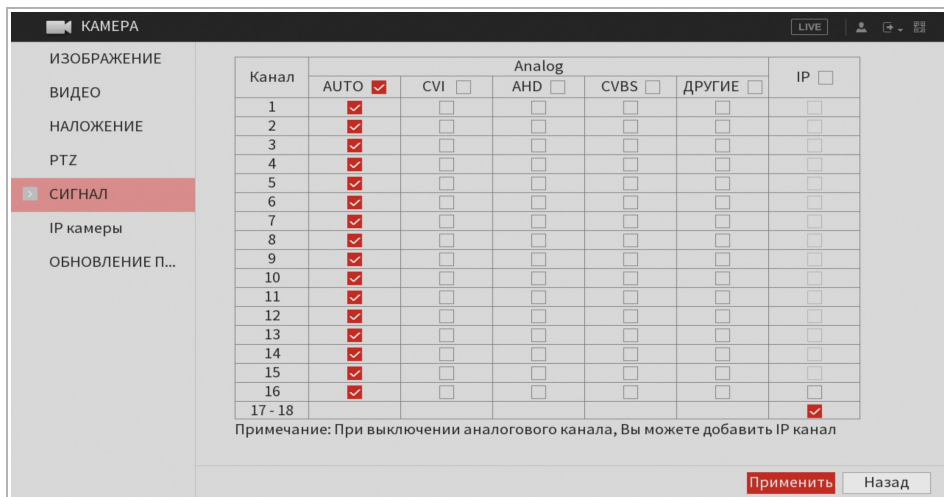 КАМЕРА
LIVE
ИЗОБРАЖЕНИЕ
ВИДЕО
НАЛОЖЕНИЕ
PTZ
СИГНАЛ
IP камеры
ОБНОВЛЕНИЕ П...
Канал
Analog
IP
AUTO
CVI
AHD
CVBS
ДРУГИЕ
1
2
3
4
5
6
7
8
9
10
11
12
13
14
15
16
17 - 18
Примечание: При выключении аналогового канала, Вы можете добавить IP канал
Применить
Назад